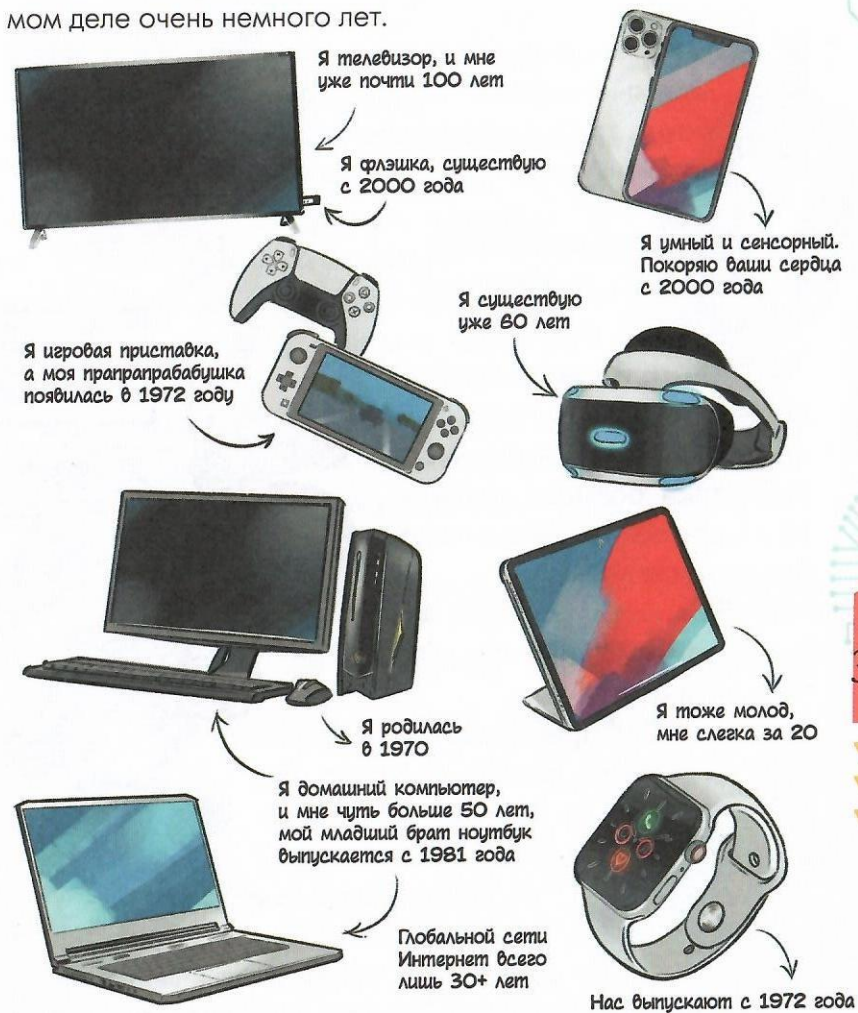 мом деле очень немного лет.
Я телевизор, и мне
уже почти 100 лет
Я флэшка, существую
с 2000 года
Я умный и сенсорный.
Покоряю ваши сердца
с 2000 года
Я существую
уже 60 лет
Я игровая приставка,
а моя прапрапрабабушка
появилась в 1972 году
Я родилась
в 1970
Я тоже молод,
мне слегка за 20
Я домашний компьютер,
и мне чуть больше 50 лет,
мой младший брат ноутбук
выпускается с 1981 года
Глобальной сети
Интернет всего
лишь 30+ лет
Нас выпускают с 1972 года